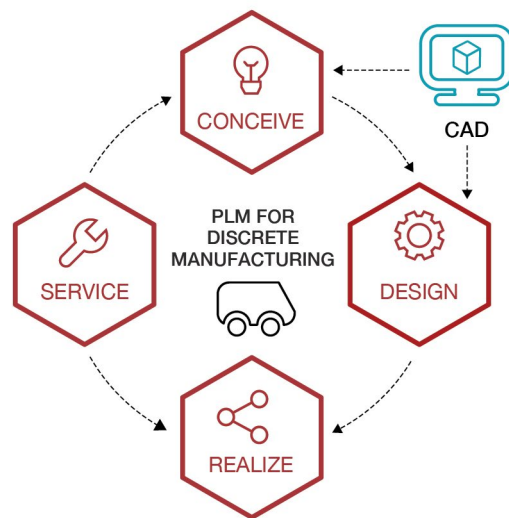 CONCEIVE
CAD
PLM FOR
DISCRETE
MANUFACTURING
SERVICE
DESIGN
REALIZE